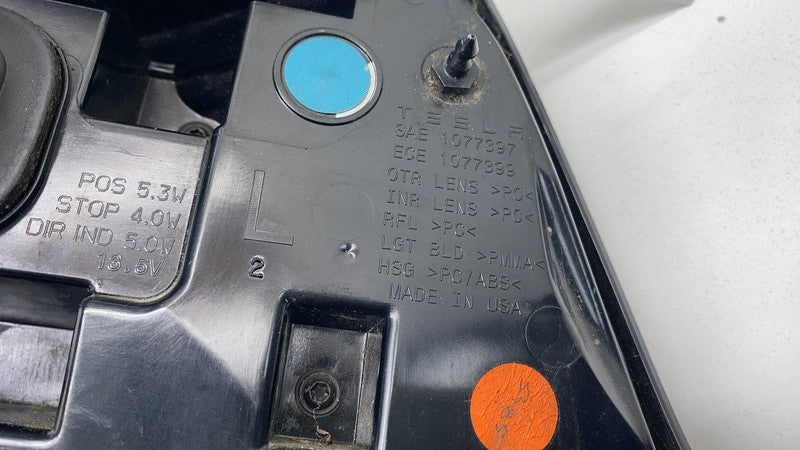 TESLA
SAE 1077397
ECE 1077399
OTR LENS >PC<
INR LENS >PC<
RFL >PC<
LGT BLD >PMMA<
HSG >PC/ABS<
MADE IN USA
POS 5.3W
STOP 4.0W
DIR IND 5.0W
13.5V
L
2